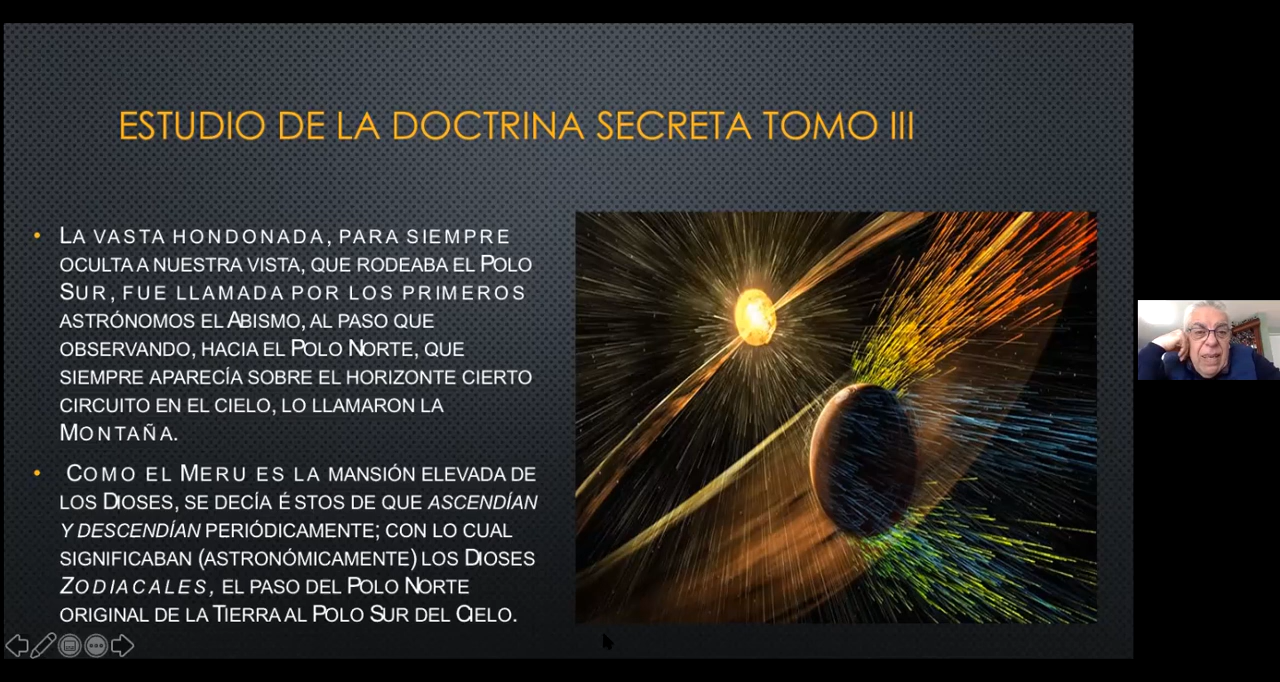 ESTUDIO DE LA DOCTRINA SECRETA TOMO III
• LA VASTA HONDONADA, PARA SIEMPRE
OCULTA A NUESTRA VISTA, QUE RODEABA EL POLO
SUR, FUE LLAMADA POR LOS PRIMEROS
ASTRÓNOMOS EL ABISMO, AL PASO QUE
OBSERVANDO, HACIA EL POLO NORTE, QUE
SIEMPRE APARECÍA SOBRE EL HORIZONTE CIERTO
CIRCUITO EN EL CIELO, LO LLAMARON LA
MONTAÑA.
• COMO EL MERU ES LA MANSIÓN ELEVADA DE
LOS DIOSES, SE DECÍA ÉSTOS DE QUE ASCENDÍAN
Y DESCENDÍAN PERIÓDICAMENTE; CON LO CUAL
SIGNIFICABAN (ASTRONÓMICAMENTE) LOS DIOSES
ZODIACALES, EL PASO DEL POLO NORTE
ORIGINAL DE LA TIERRA AL POLO SUR DEL CIELO.